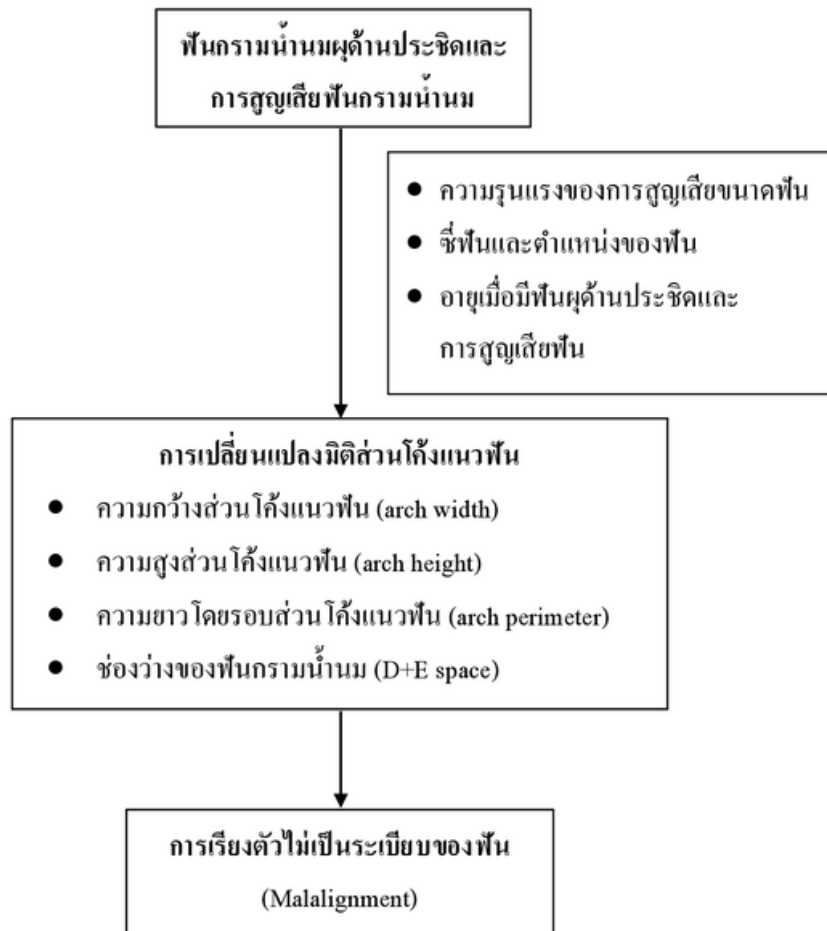 ฟันกรามน้ำนมผุด้านประชิดและ
การสูญเสียฟันกรามน้ำนม
● ความรุนแรงของการสูญเสียขนาดฟัน
● ซี่ฟันและตำแหน่งของฟัน
● อายุเมื่อมีฟันผุด้านประชิดและ
การสูญเสียฟัน
การเปลี่ยนแปลงมิติส่วนโค้งแนวฟัน
● ความกว้างส่วนโค้งแนวฟัน (arch width)
● ความสูงส่วนโค้งแนวฟัน (arch height)
● ความยาวโดยรอบส่วนโค้งแนวฟัน (arch perimeter)
● ช่องว่างของฟันกรามน้ำนม (D+E space)
การเรียงตัวไม่เป็นระเบียบของฟัน
(Malalignment)